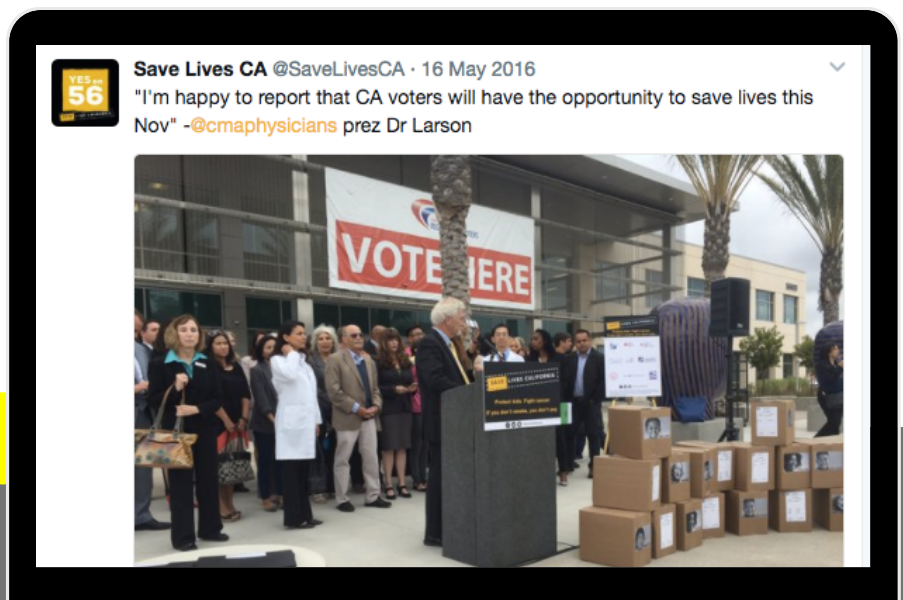 YES on
56
Save Lives CA @SaveLivesCA · 16 May 2016
"I'm happy to report that CA voters will have the opportunity to save lives this
Nov" -@cmaphysicians prez Dr Larson
VOTE HERE
SAVE LIVES CALIFORNIA
Protect kids. Fight cancer.
If you don't smoke, you don't pay.